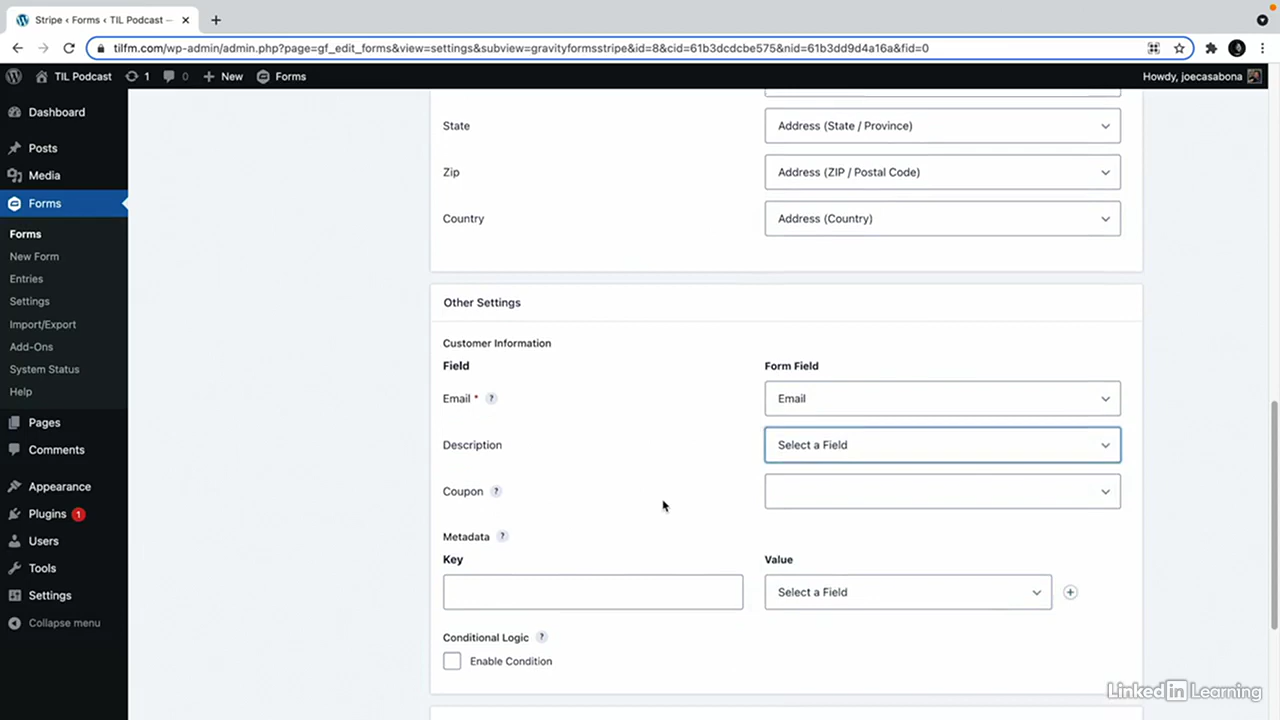 Stripe ‹ Forms ‹ TIL Podcast —
tilfm.com/wp-admin/admin.php?page=gf_edit_forms&view=settings&subview=gravityformsstripe&id=8&cid=61b3dcdcbe575&nid=61b3dd9d4a16a&fid=0
TIL Podcast 1 0 New Forms Howdy, joecasabona
Dashboard
Posts
Media
Forms
Forms
New Form
Entries
Settings
Import/Export
Add-Ons
System Status
Help
Pages
Comments
Appearance
Plugins 1
Users
Tools
Settings
Collapse menu
State Address (State / Province)
Zip Address (ZIP / Postal Code)
Country Address (Country)
Other Settings
Customer Information
Field Form Field
Email * ? Email
Description Select a Field
Coupon ?
Metadata ?
Key Value
Select a Field
Conditional Logic ?
Enable Condition
Linked in Learning